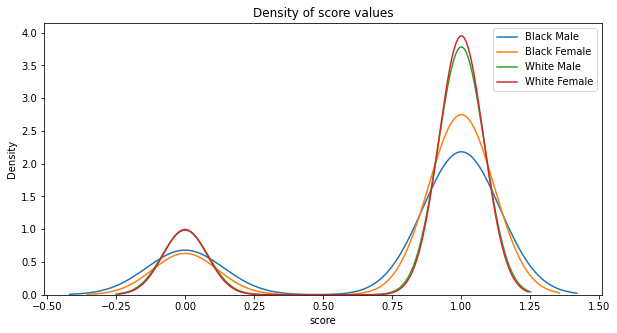 Density of score values
Black Male
Black Female
White Male
White Female
Density
4.0
3.5
3.0
2.5
2.0
1.5
1.0
0.5
0.0
−0.50
−0.25
0.00
0.25
0.50
0.75
1.00
1.25
1.50
score